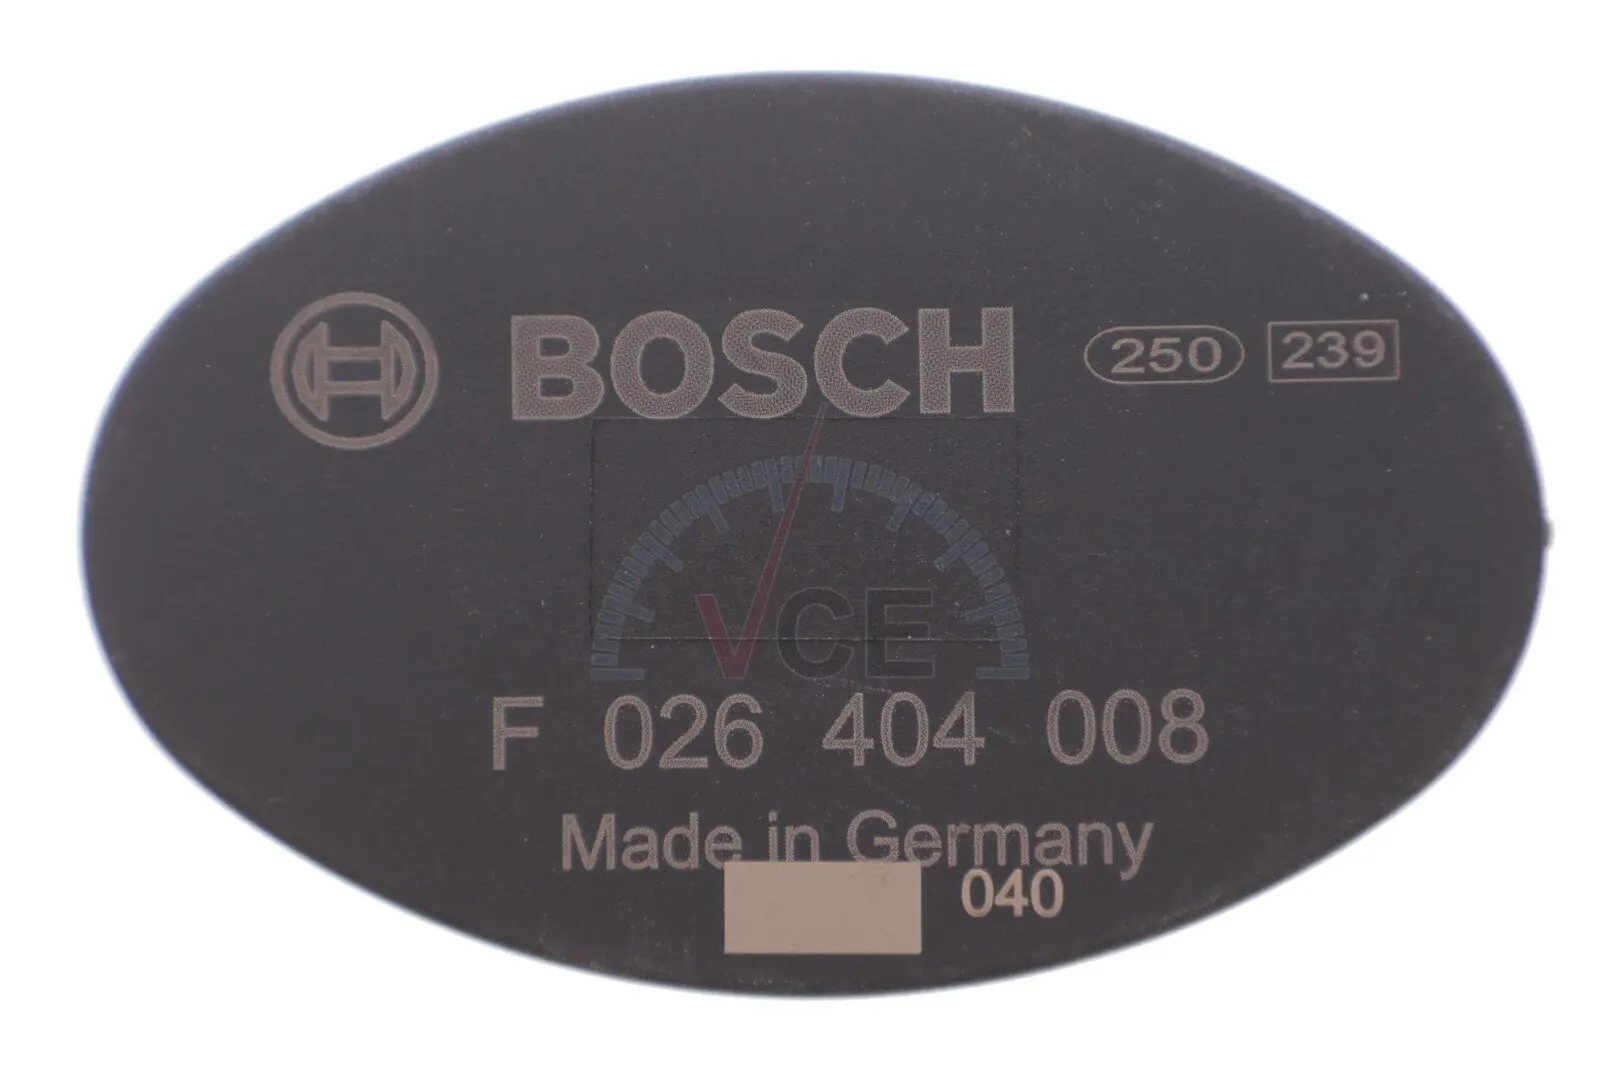 BOSCH 250 239
VCE
F 026 404 008
Made in Germany
040